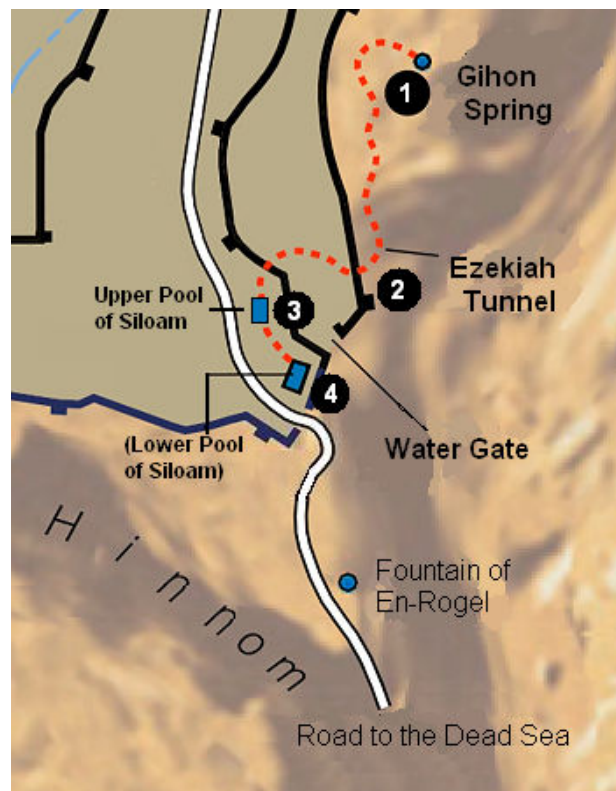 1
Gihon
Spring
Ezekiah
Tunnel
2
Upper Pool
of Siloam
3
4
(Lower Pool
of Siloam)
Water Gate
Hinnom
Fountain of
En-Rogel
Road to the Dead Sea